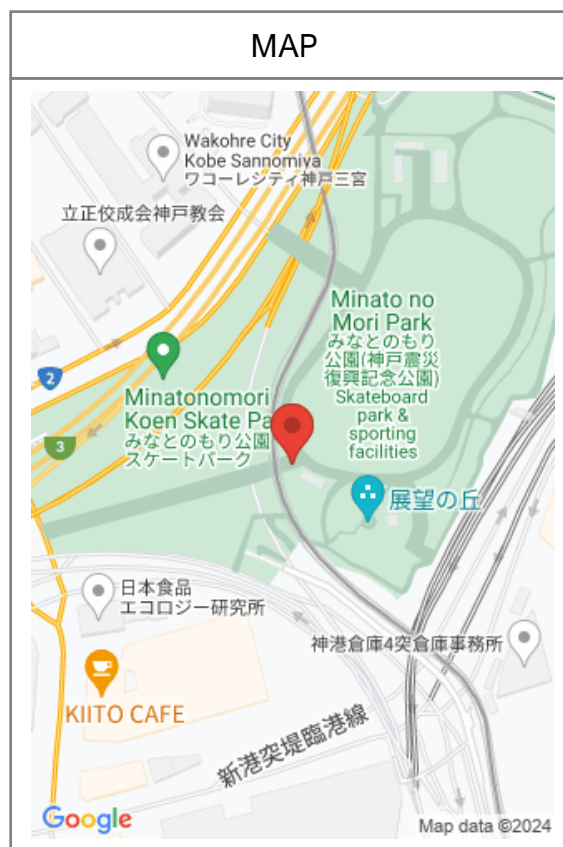 MAP
Wakohre City
Kobe Sannomiya
ワコーレシティ神戸三宮
立正佼成会神戸教会
Minato no
Mori Park
みなとのもり
公園(神戸震災
復興記念公園)
Skateboard
park &
sporting
facilities
2
Minatonomori
Koen Skate Pa
みなとのもり公園
スケートパーク
3
展望の丘
日本食品
エコロジー研究所
神港倉庫4突倉庫事務所
KIITO CAFE
新港突堤臨港線
Google
Map data ©2024